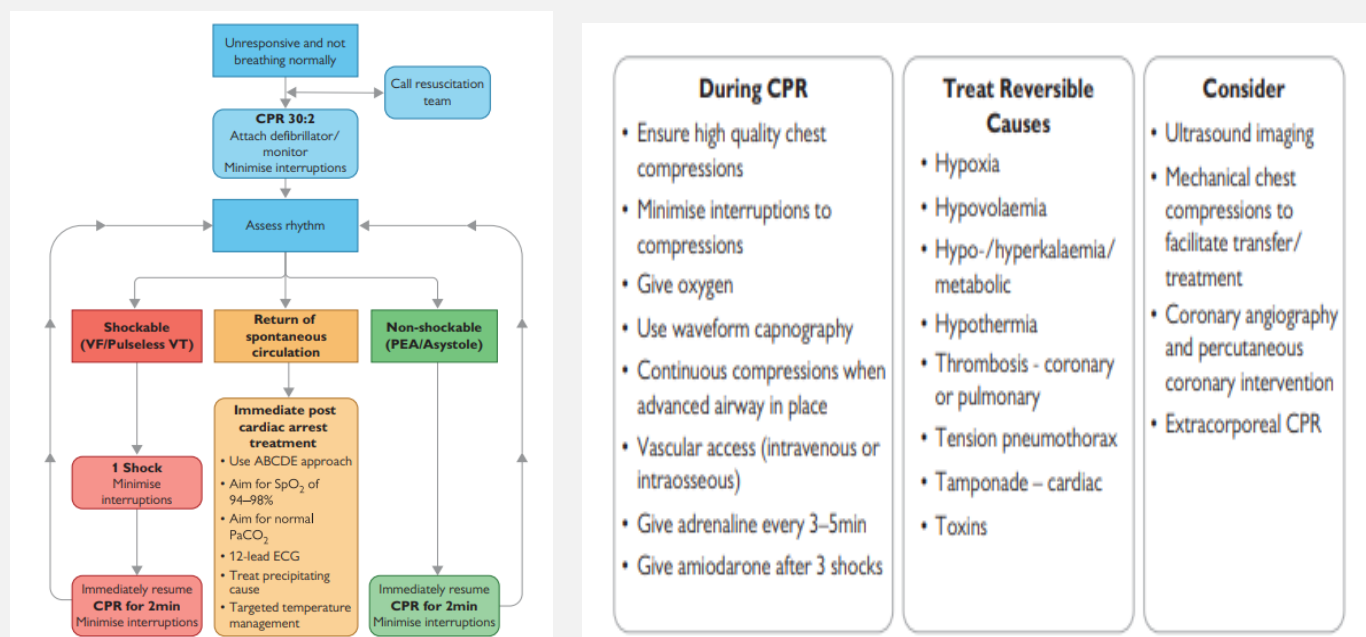 Unresponsive and not
breathing normally
Call resuscitation
team
CPR 30:2
Attach defibrillator/
monitor
Minimise interruptions
Assess rhythm
Shockable
(VF/Pulseless VT)
Return of
spontaneous
circulation
Non-shockable
(PEA/Asystole)
1 Shock
Minimise
interruptions
Immediately resume
CPR for 2min
Minimise interruptions
Immediate post
cardiac arrest
treatment
• Use ABCDE approach
• Aim for SpO₂ of
94–98%
• Aim for normal
PaCO₂
• 12-lead ECG
• Treat precipitating
cause
• Targeted temperature
management
Immediately resume
CPR for 2min
Minimise interruptions
During CPR
• Ensure high quality chest
compressions
• Minimise interruptions to
compressions
• Give oxygen
• Use waveform capnography
• Continuous compressions when
advanced airway in place
• Vascular access (intravenous or
intraosseous)
• Give adrenaline every 3–5min
• Give amiodarone after 3 shocks
Treat Reversible
Causes
• Hypoxia
• Hypovolaemia
• Hypo-/hyperkalaemia/
metabolic
• Hypothermia
• Thrombosis - coronary
or pulmonary
• Tension pneumothorax
• Tamponade – cardiac
• Toxins
Consider
• Ultrasound imaging
• Mechanical chest
compressions to
facilitate transfer/
treatment
• Coronary angiography
and percutaneous
coronary intervention
• Extracorporeal CPR